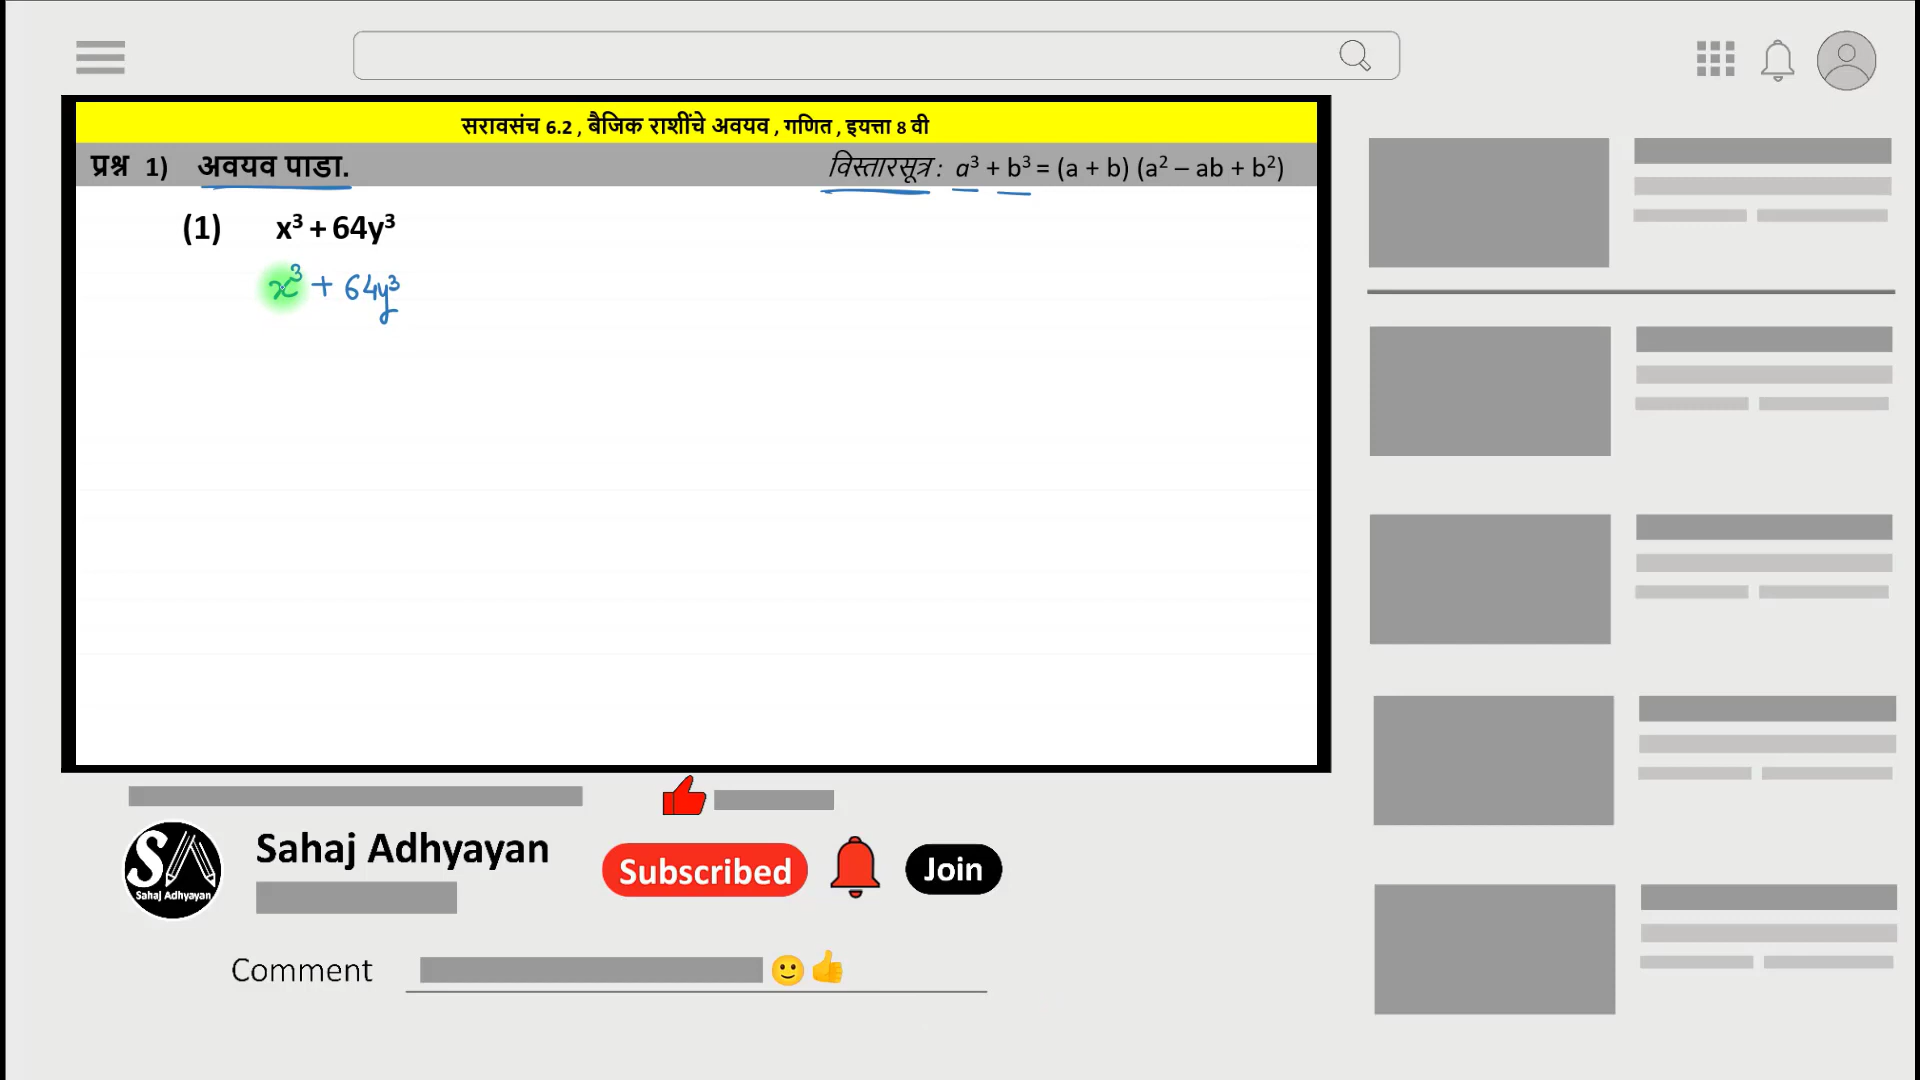 सरावसंच 6.2 , बैजिक राशींचे अवयव , गणित , इयत्ता 8 वी
प्रश्न 1) अवयव पाडा. विस्तारसूत्र : a³ + b³ = (a + b) (a² – ab + b²)
(1) x³ + 64y³
x³ + 64y³
Sahaj Adhyayan
SA
Sahaj Adhyayan
Subscribed
Join
Comment